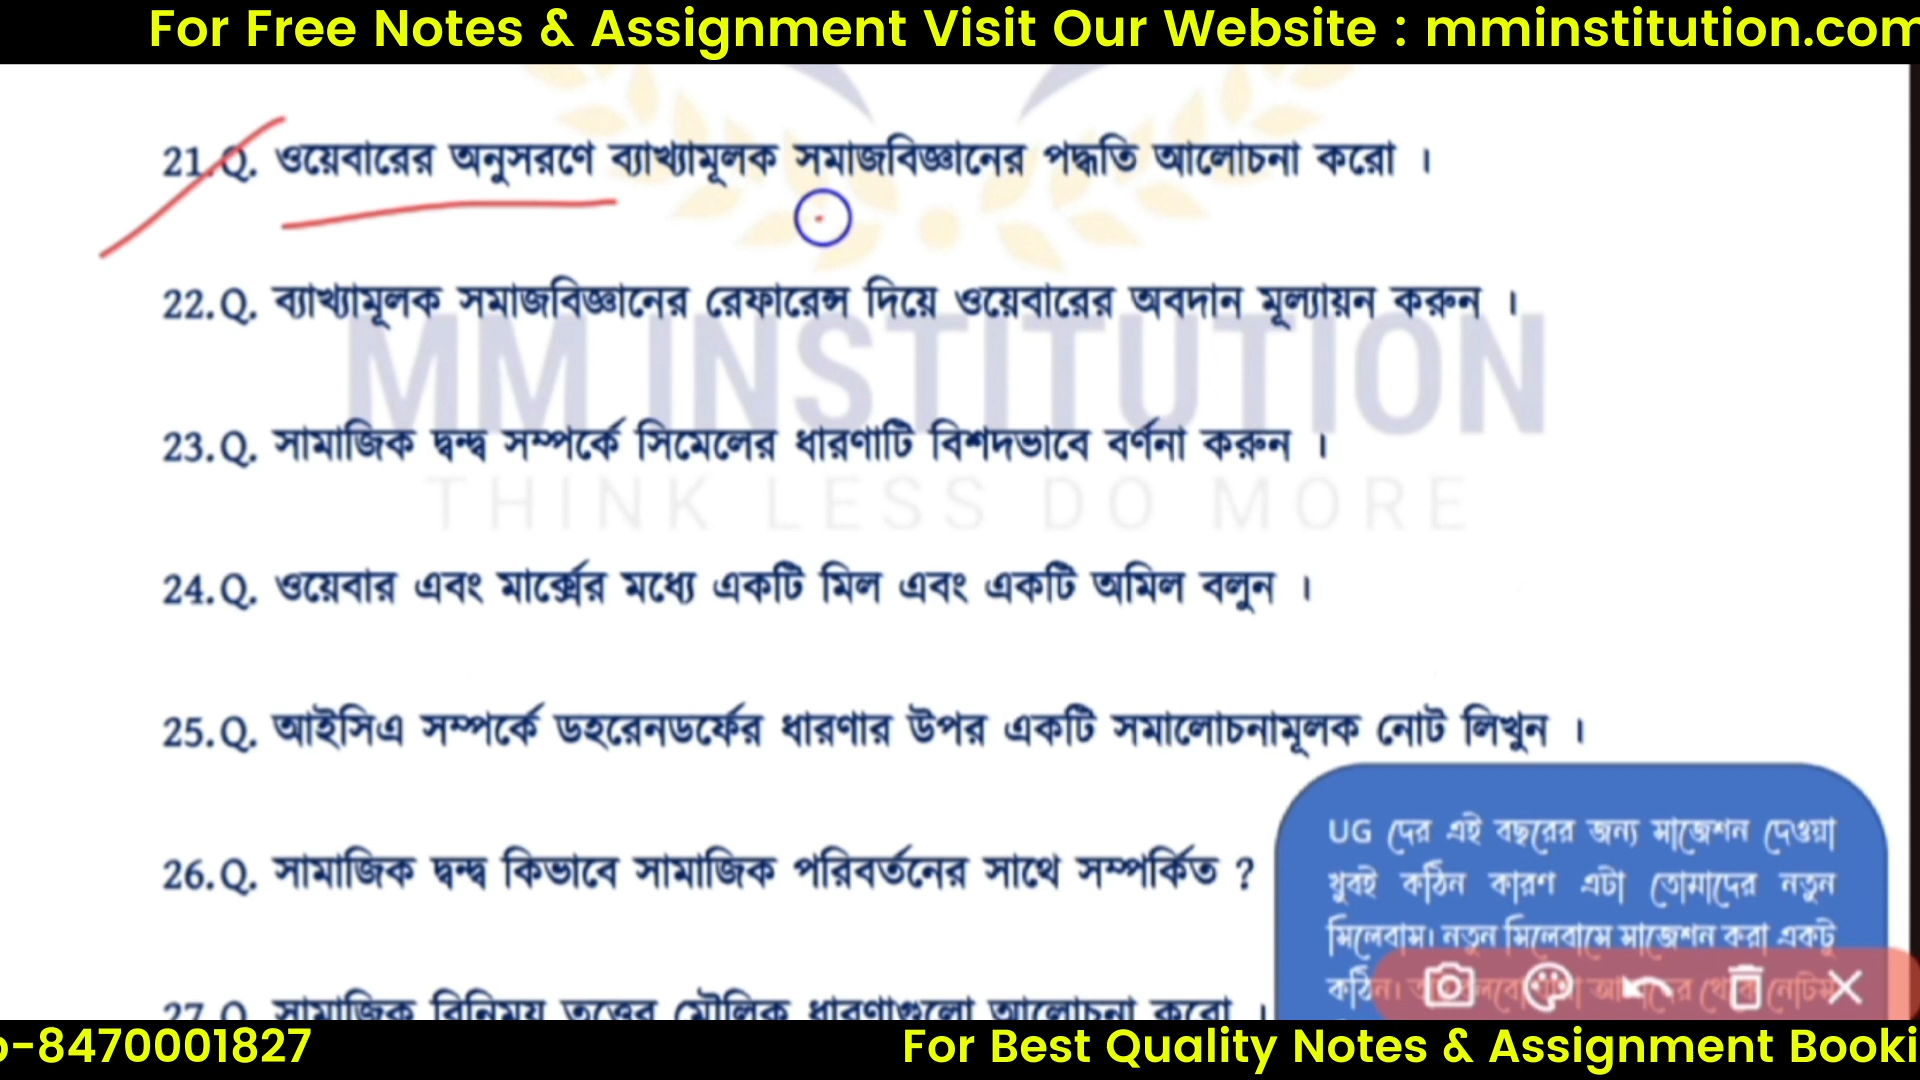 For Free Notes & Assignment Visit Our Website : mminstitution.com
21.Q. ওয়েবারের অনুসরণে ব্যাখ্যামূলক সমাজবিজ্ঞানের পদ্ধতি আলোচনা করো ।
22.Q. ব্যাখ্যামূলক সমাজবিজ্ঞানের রেফারেন্স দিয়ে ওয়েবারের অবদান মূল্যায়ন করুন ।
MM INSTITUTION
23.Q. সামাজিক দ্বন্দ্ব সম্পর্কে সিমেলের ধারণাটি বিশদভাবে বর্ণনা করুন ।
THINK LESS DO MORE
24.Q. ওয়েবার এবং মার্ক্সের মধ্যে একটি মিল এবং একটি অমিল বলুন ।
25.Q. আইসিএ সম্পর্কে ডহরেনডর্ফের ধারণার উপর একটি সমালোচনামূলক নোট লিখুন ।
26.Q. সামাজিক দ্বন্দ্ব কিভাবে সামাজিক পরিবর্তনের সাথে সম্পর্কিত ?
27.Q. সামাজিক বিনিময় তত্ত্বের মৌলিক ধারণাগুলো আলোচনা করো ।
UG দের এই বছরের জন্য সাজেশন দেওয়া
খুবই কঠিন কারণ এটা তোমাদের নতুন
সিলেবাস। নতুন সিলেবাসে সাজেশন করা একটু
কঠিন।
-8470001827
For Best Quality Notes & Assignment Booki